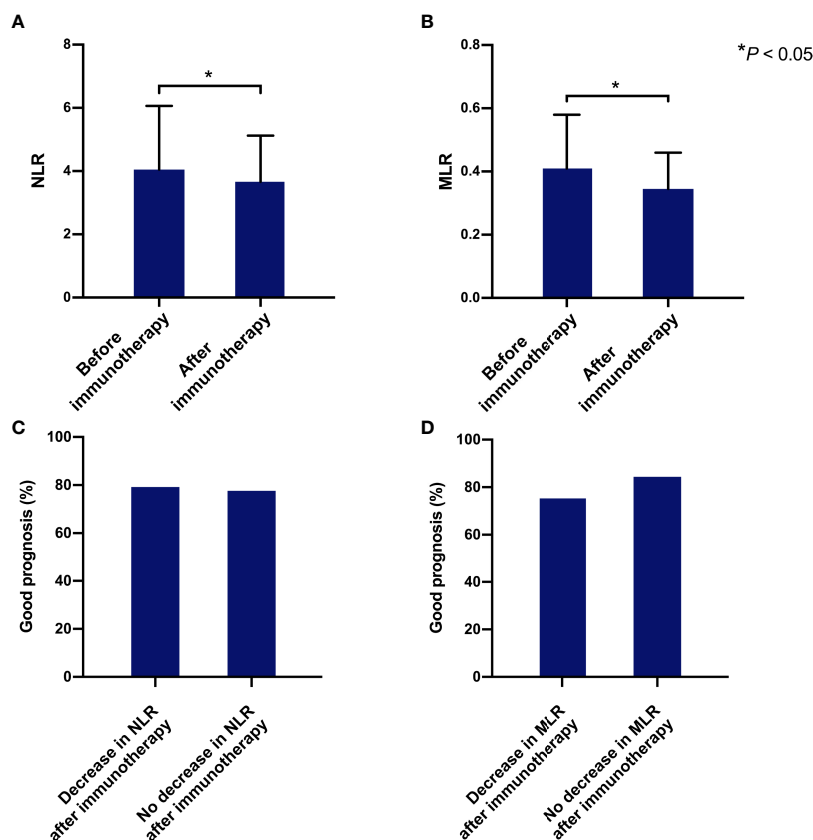 A
NLR
8
6
4
2
0
*
Before
immunotherapy
After
immunotherapy
B
*P < 0.05
MLR
0.8
0.6
0.4
0.2
0.0
*
Before
immunotherapy
After
immunotherapy
C
Good prognosis (%)
100
80
60
40
20
0
Decrease in NLR
after immunotherapy
No decrease in NLR
after immunotherapy
D
Good prognosis (%)
100
80
60
40
20
0
Decrease in MLR
after immunotherapy
No decrease in MLR
after immunotherapy